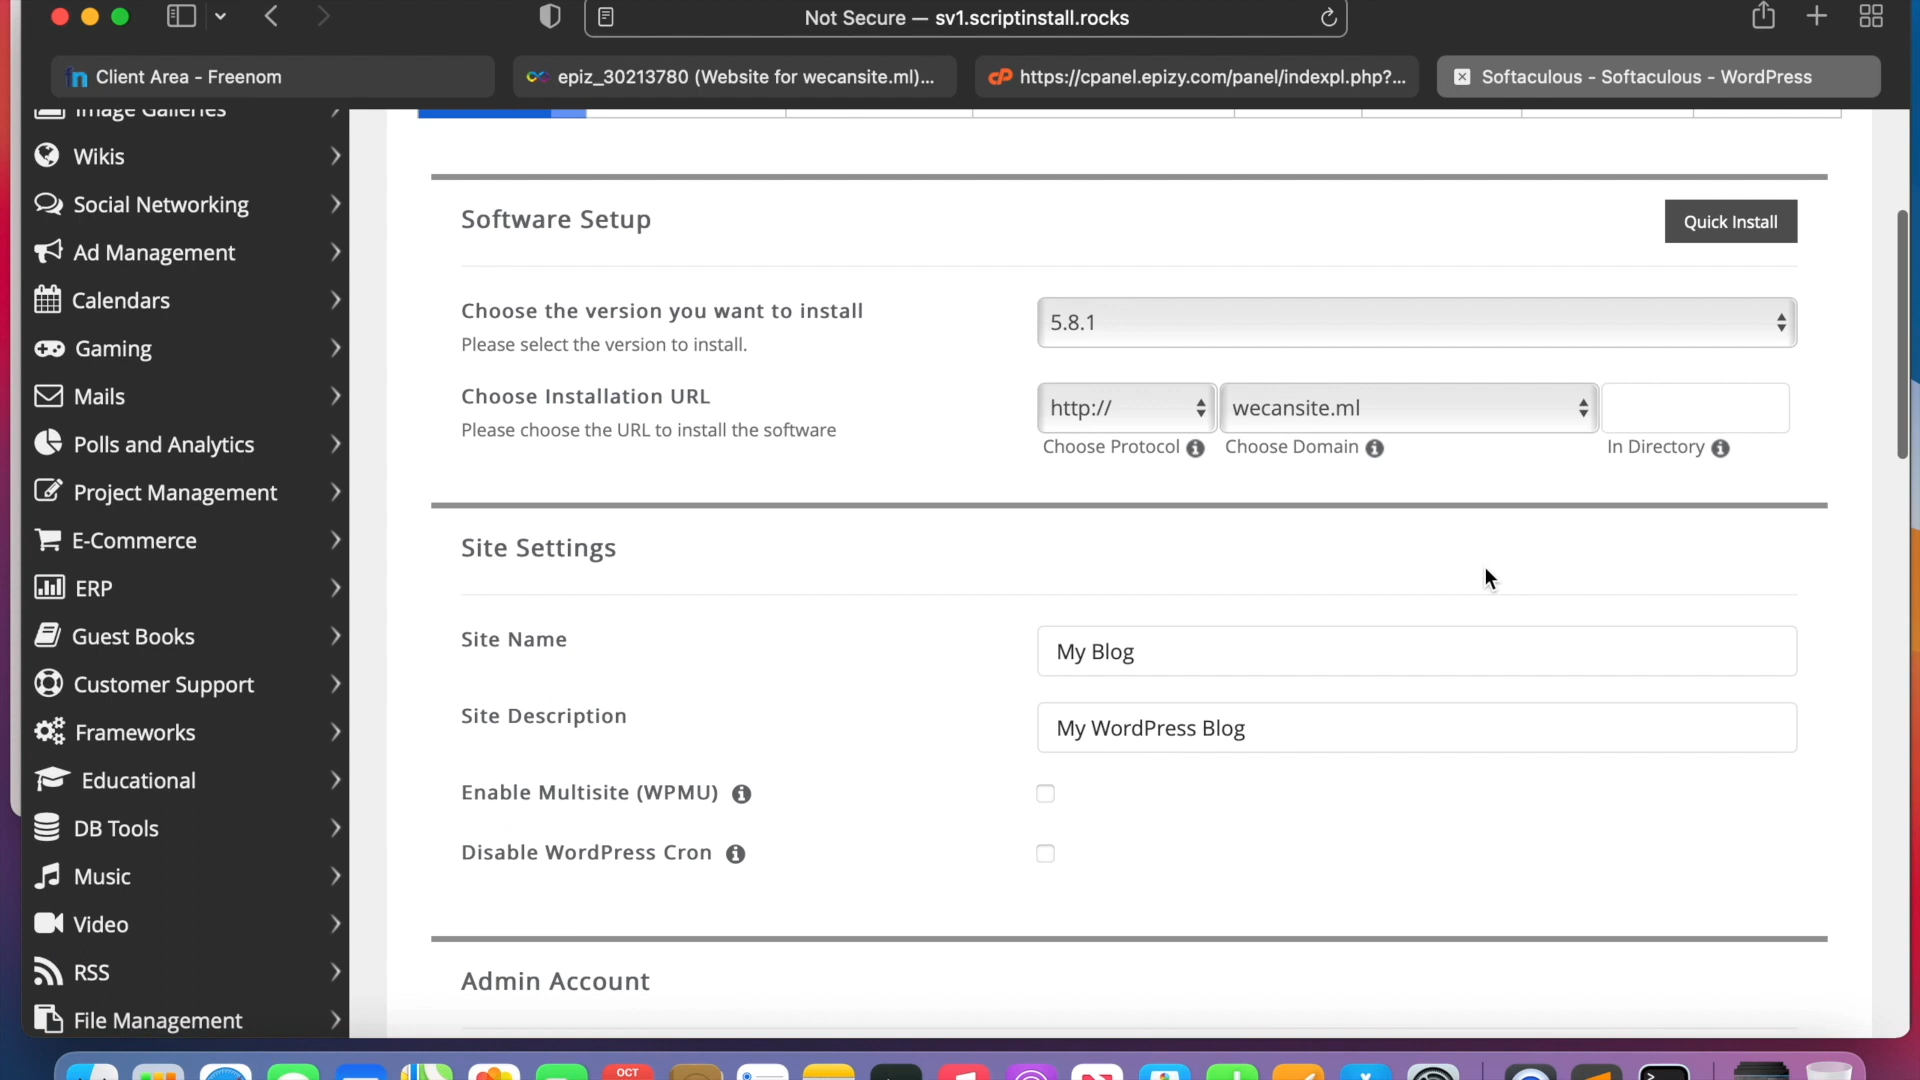 Not Secure — sv1.scriptinstall.rocks
Client Area - Freenom
epiz_30213780 (Website for wecansite.ml)...
https://cpanel.epizy.com/panel/indexpl.php?...
Softaculous - Softaculous - WordPress
Image Galleries
Wikis
Social Networking
Ad Management
Calendars
Gaming
Mails
Polls and Analytics
Project Management
E-Commerce
ERP
Guest Books
Customer Support
Frameworks
Educational
DB Tools
Music
Video
RSS
File Management
Software Setup
Quick Install
Choose the version you want to install
Please select the version to install.
5.8.1
Choose Installation URL
Please choose the URL to install the software
http://
wecansite.ml
Choose Protocol
Choose Domain
In Directory
Site Settings
Site Name
My Blog
Site Description
My WordPress Blog
Enable Multisite (WPMU)
Disable WordPress Cron
Admin Account
OCT